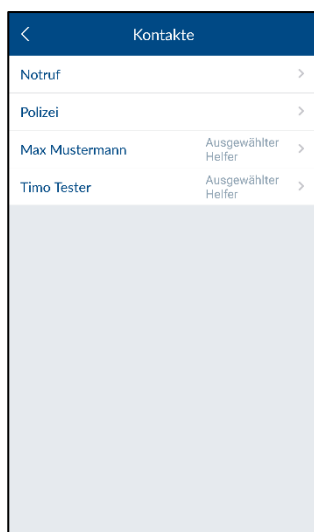 Kontakte
Notruf
Polizei
Max Mustermann
Ausgewählter
Helfer
Timo Tester
Ausgewählter
Helfer